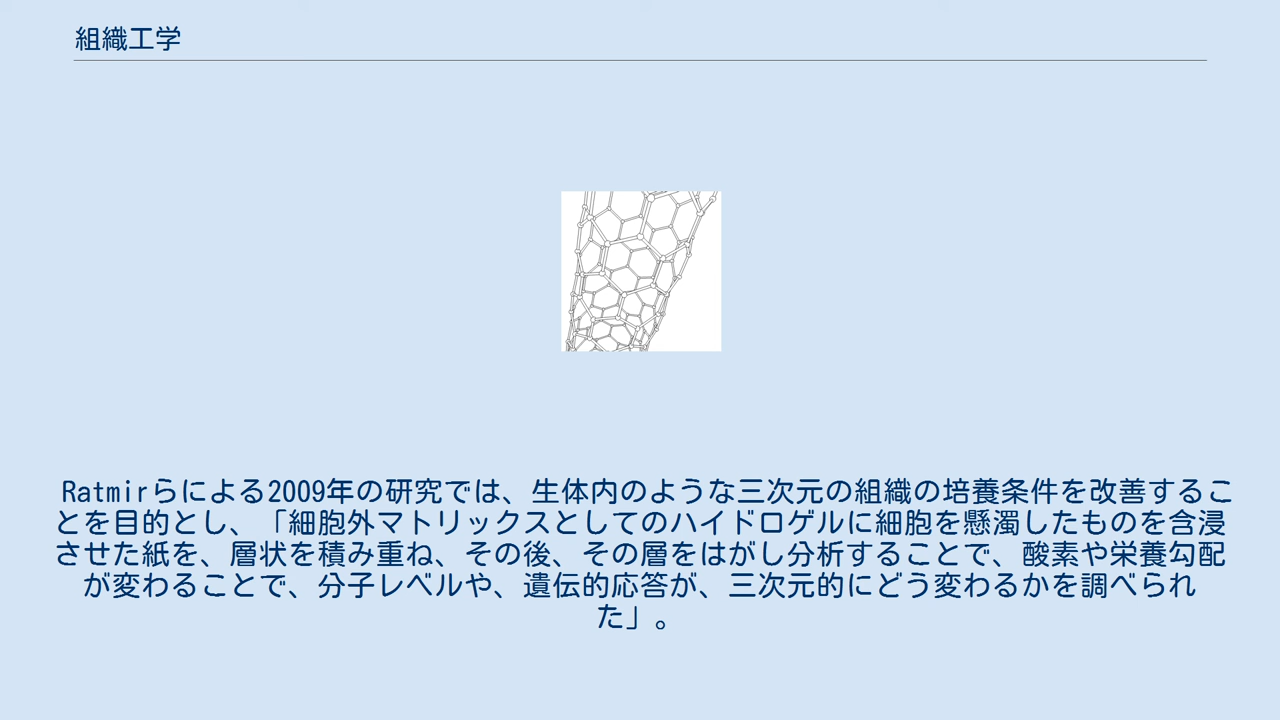 組織工学
Ratmirらによる2009年の研究では、生体内のような三次元の組織の培養条件を改善するこ
とを目的とし、「細胞外マトリックスとしてのハイドロゲルに細胞を懸濁したものを含浸
させた紙を、層状を積み重ね、その後、その層をはがし分析することで、酸素や栄養勾配
が変わることで、分子レベルや、遺伝的応答が、三次元的にどう変わるかを調べられ
た」。